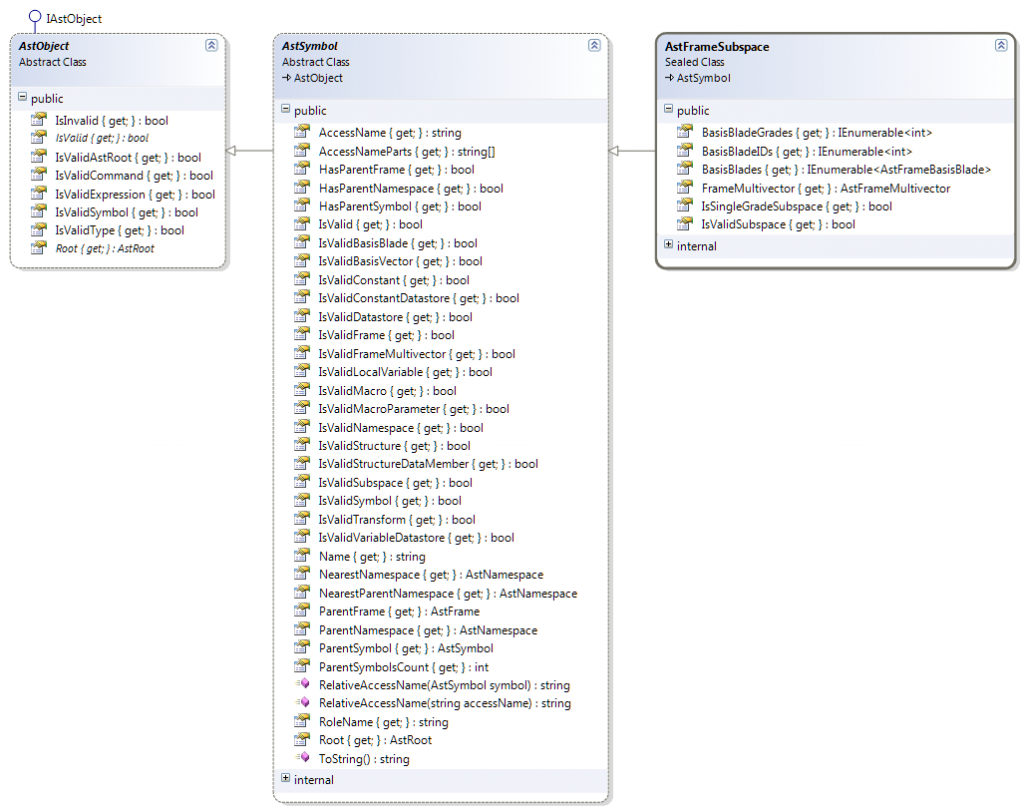 IAstObject
AstObject
Abstract Class
public
IsInvalid { get; } : bool
IsValid { get; } : bool
IsValidAstRoot { get; } : bool
IsValidCommand { get; } : bool
IsValidExpression { get; } : bool
IsValidSymbol { get; } : bool
IsValidType { get; } : bool
Root { get; } : AstRoot
AstSymbol
Abstract Class
AstObject
public
AccessName { get; } : string
AccessNameParts { get; } : string[]
HasParentFrame { get; } : bool
HasParentNamespace { get; } : bool
HasParentSymbol { get; } : bool
IsValid { get; } : bool
IsValidBasisBlade { get; } : bool
IsValidBasisVector { get; } : bool
IsValidConstant { get; } : bool
IsValidConstantDatastore { get; } : bool
IsValidDatastore { get; } : bool
IsValidFrame { get; } : bool
IsValidFrameMultivector { get; } : bool
IsValidLocalVariable { get; } : bool
IsValidMacro { get; } : bool
IsValidMacroParameter { get; } : bool
IsValidNamespace { get; } : bool
IsValidStructure { get; } : bool
IsValidStructureDataMember { get; } : bool
IsValidSubspace { get; } : bool
IsValidSymbol { get; } : bool
IsValidTransform { get; } : bool
IsValidVariableDatastore { get; } : bool
Name { get; } : string
NearestNamespace { get; } : AstNamespace
NearestParentNamespace { get; } : AstNamespace
ParentFrame { get; } : AstFrame
ParentNamespace { get; } : AstNamespace
ParentSymbol { get; } : AstSymbol
ParentSymbolsCount { get; } : int
RelativeAccessName(AstSymbol symbol) : string
RelativeAccessName(string accessName) : string
RoleName { get; } : string
Root { get; } : AstRoot
ToString() : string
internal
AstFrameSubspace
Sealed Class
AstSymbol
public
BasisBladeGrades { get; } : IEnumerable<int>
BasisBladeIDs { get; } : IEnumerable<int>
BasisBlades { get; } : IEnumerable<AstFrameBasisBlade>
FrameMultivector { get; } : AstFrameMultivector
IsSingleGradeSubspace { get; } : bool
IsValidSubspace { get; } : bool
internal